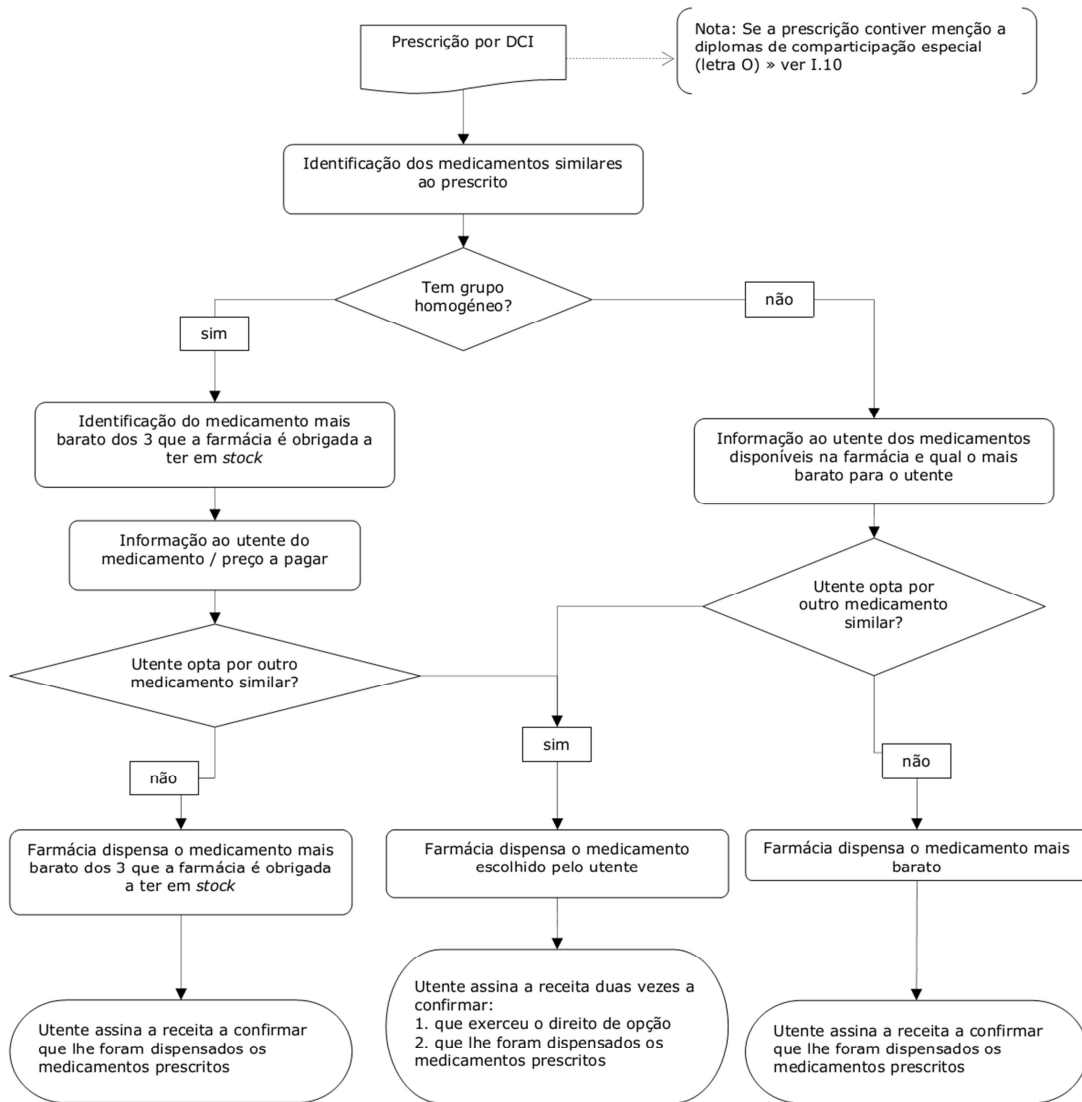 Prescrição por DCI
Nota: Se a prescrição contiver menção a
diplomas de comparticipação especial
(letra O) » ver I.10
Identificação dos medicamentos similares
ao prescrito
Tem grupo
homogéneo?
sim
não
Identificação do medicamento mais
barato dos 3 que a farmácia é obrigada a
ter em stock
Informação ao utente dos medicamentos
disponíveis na farmácia e qual o mais
barato para o utente
Informação ao utente do
medicamento / preço a pagar
Utente opta por
outro medicamento
similar?
Utente opta por outro
medicamento similar?
não
sim
não
Farmácia dispensa o medicamento mais
barato dos 3 que a farmácia é obrigada
a ter em stock
Farmácia dispensa o medicamento
escolhido pelo utente
Farmácia dispensa o medicamento mais
barato
Utente assina a receita a confirmar
que lhe foram dispensados os
medicamentos prescritos
Utente assina a receita duas vezes a
confirmar:
1. que exerceu o direito de opção
2. que lhe foram dispensados os
medicamentos prescritos
Utente assina a receita a confirmar
que lhe foram dispensados os
medicamentos prescritos